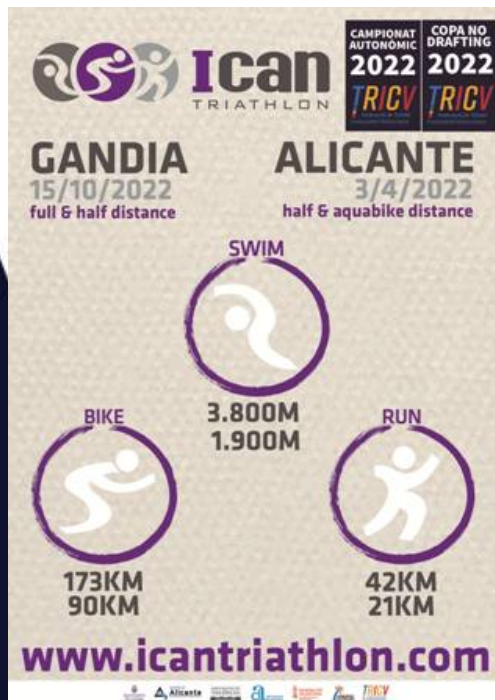 Ican
TRIATHLON
CAMPIONAT
AUTONÒMIC
2022
TRICV
COPA NO
DRAFTING
2022
TRICV
GANDIA
15/10/2022
full & half distance
ALICANTE
3/4/2022
half & aquabike distance
SWIM
3.800M
1.900M
BIKE
173KM
90KM
RUN
42KM
21KM
www.icantriathlon.com
Alicante
TRICV